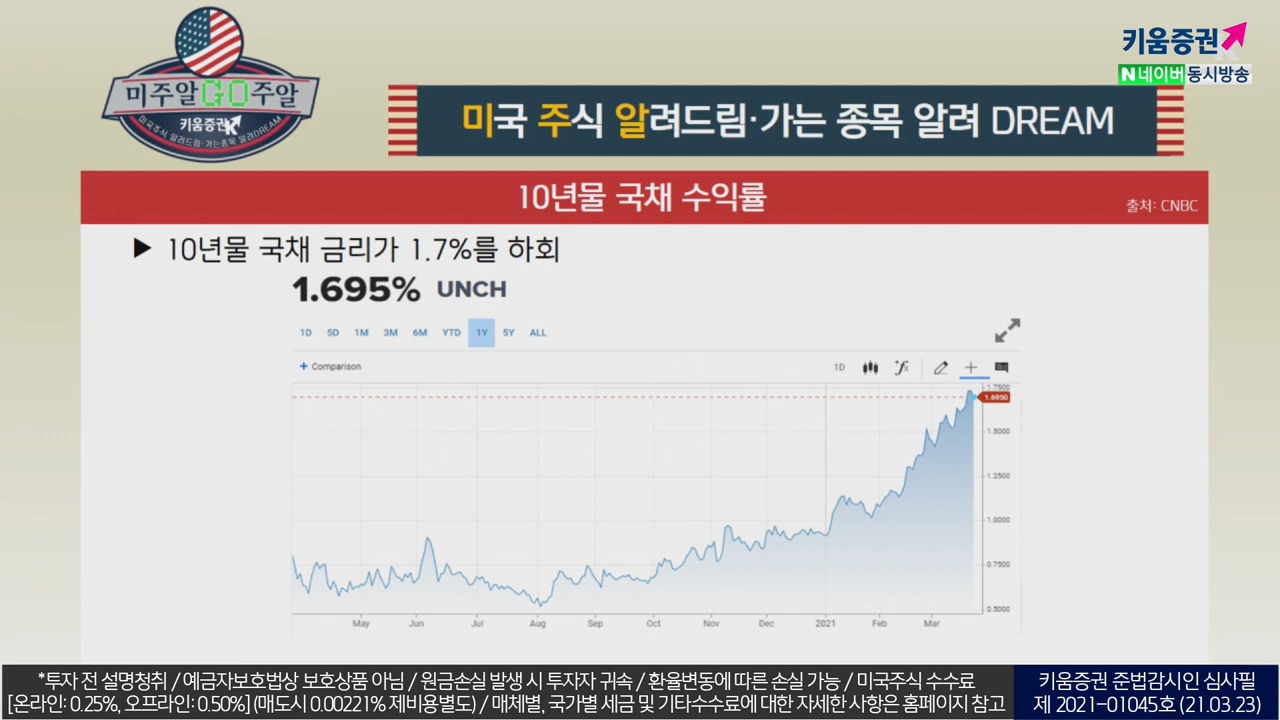 미주알GO주알
키움증권
미국주식 알려드림·가는종목 알려DREAM
키움증권
N 네이버 동시방송
미국 주식 알려드림·가는 종목 알려 DREAM
10년물 국채 수익률
출처: CNBC
▶ 10년물 국채 금리가 1.7%를 하회
1.695% UNCH
1D 5D 1M 3M 6M YTD 1Y 5Y ALL
+ Comparison
1D
1.7500
1.6950
1.5000
1.2500
1.0000
0.7500
0.5000
May Jun Jul Aug Sep Oct Nov Dec 2021 Feb Mar
*투자 전 설명청취 / 예금자보호법상 보호상품 아님 / 원금손실 발생 시 투자자 귀속 / 환율변동에 따른 손실 가능 / 미국주식 수수료
[온라인: 0.25%, 오프라인: 0.50%] (매도시 0.00221% 제비용별도) / 매체별, 국가별 세금 및 기타수수료에 대한 자세한 사항은 홈페이지 참고
키움증권 준법감시인 심사필
제 2021-01045호 (21.03.23)